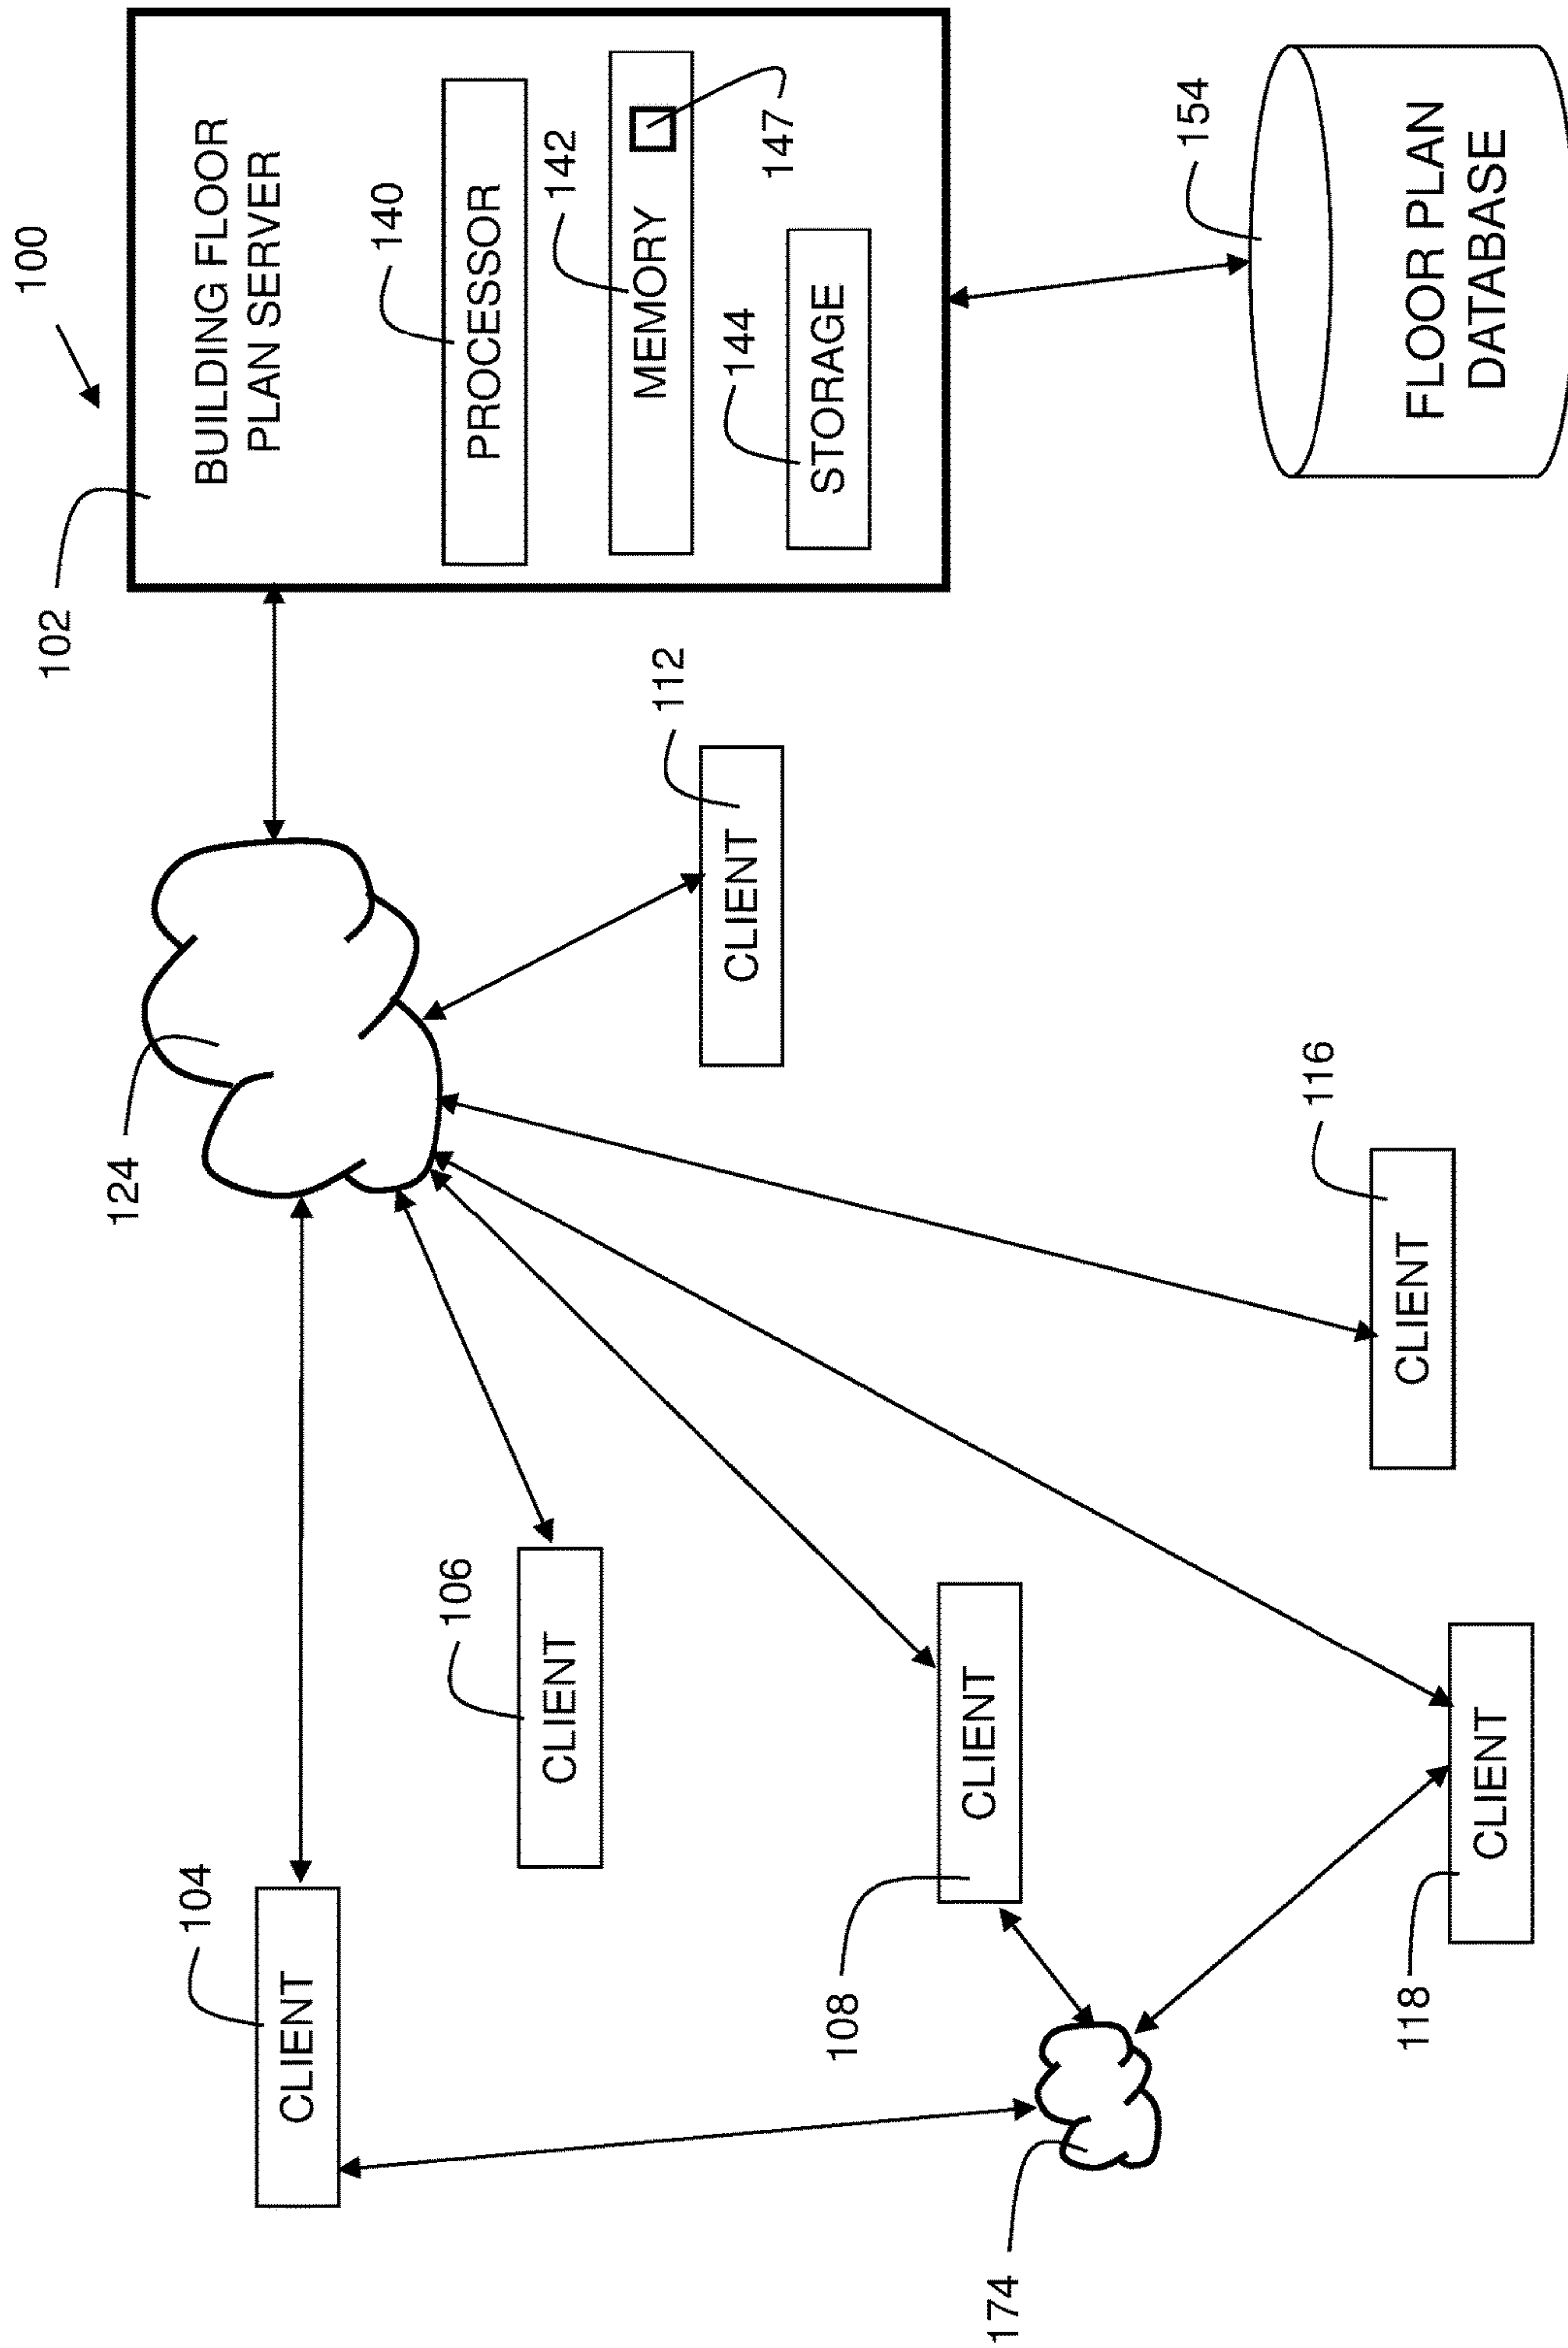 100
102
124
104
BUILDING FLOOR
PLAN SERVER
CLIENT
140
106
PROCESSOR
CLIENT
142
MEMORY
112
144
CLIENT
147
STORAGE
108
CLIENT
174
154
116
118
CLIENT
FLOOR PLAN
DATABASE
CLIENT